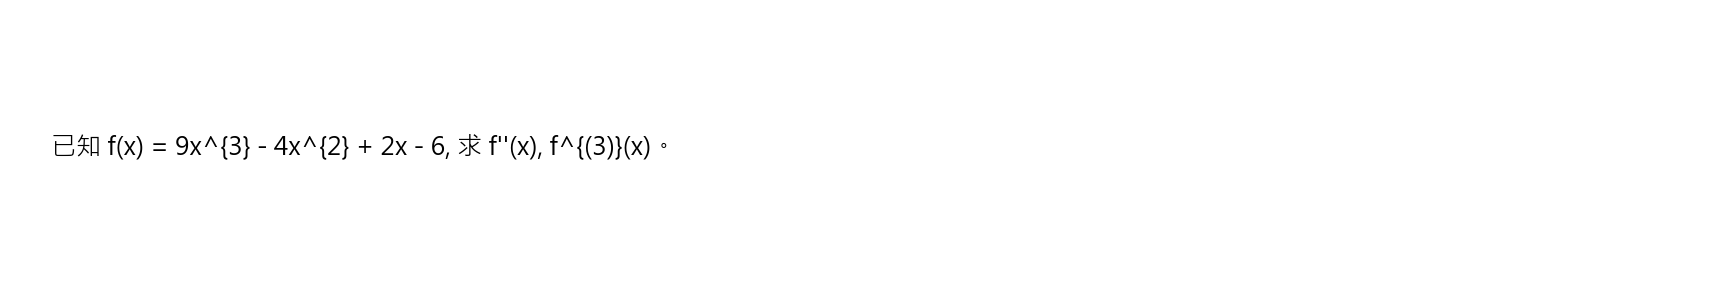 已知 f(x) = 9x^{3} - 4x^{2} + 2x - 6, 求 f''(x), f^{(3)}(x)。